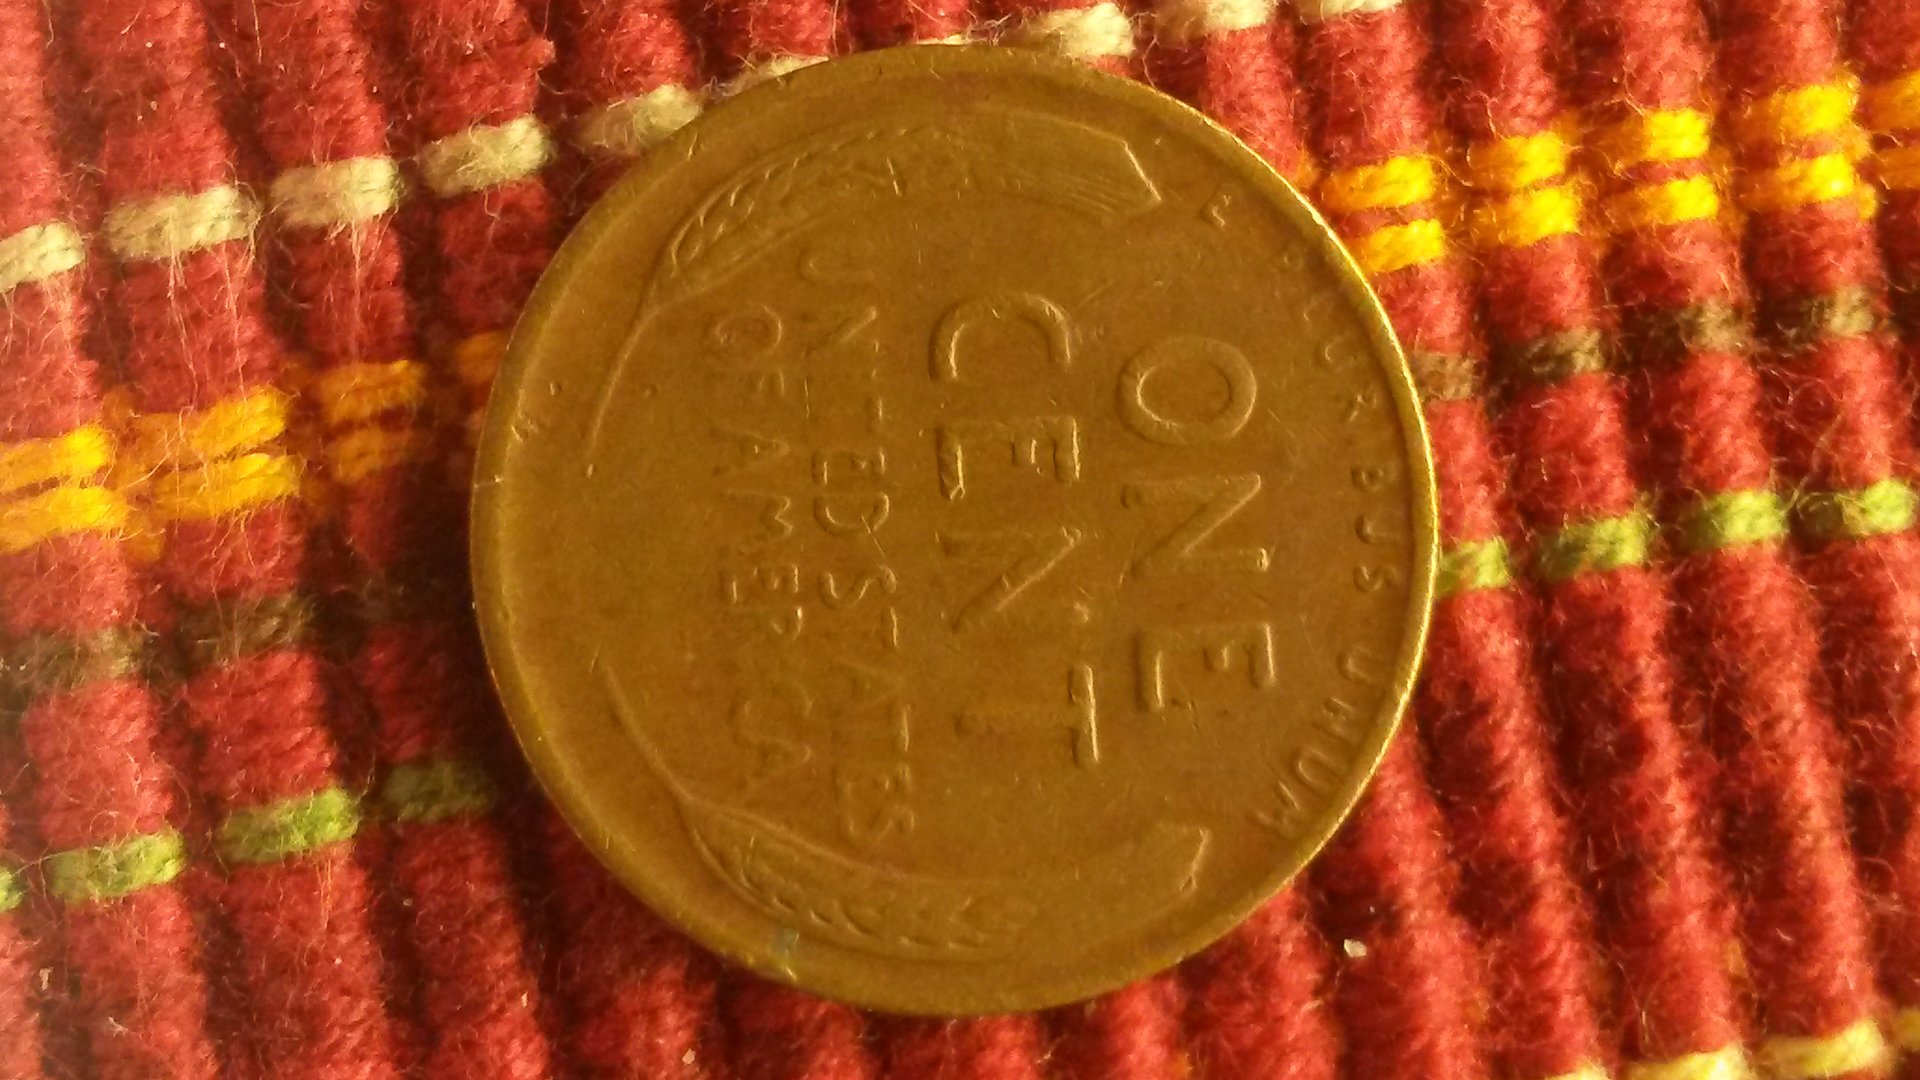 E PLURIBUS UNUM
ONE
CENT
UNITED STATES
OF AMERICA